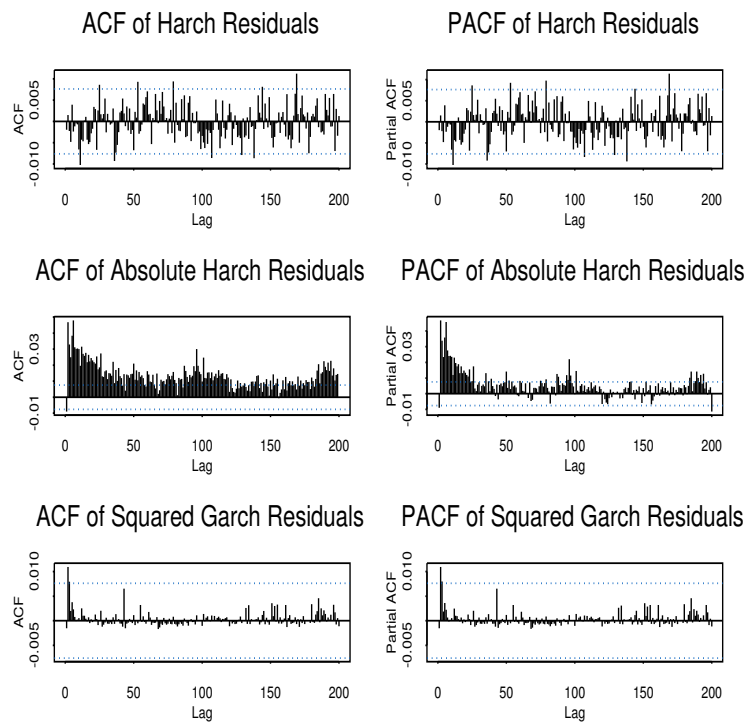 ACF of Harch Residuals
ACF
0.005
-0.010
0 50 100 150 200
Lag
PACF of Harch Residuals
Partial ACF
0.005
-0.010
0 50 100 150 200
Lag
ACF of Absolute Harch Residuals
ACF
0.03
-0.01
0 50 100 150 200
Lag
PACF of Absolute Harch Residuals
Partial ACF
0.03
-0.01
0 50 100 150 200
Lag
ACF of Squared Garch Residuals
ACF
0.010
-0.005
0 50 100 150 200
Lag
PACF of Squared Garch Residuals
Partial ACF
0.010
-0.005
0 50 100 150 200
Lag